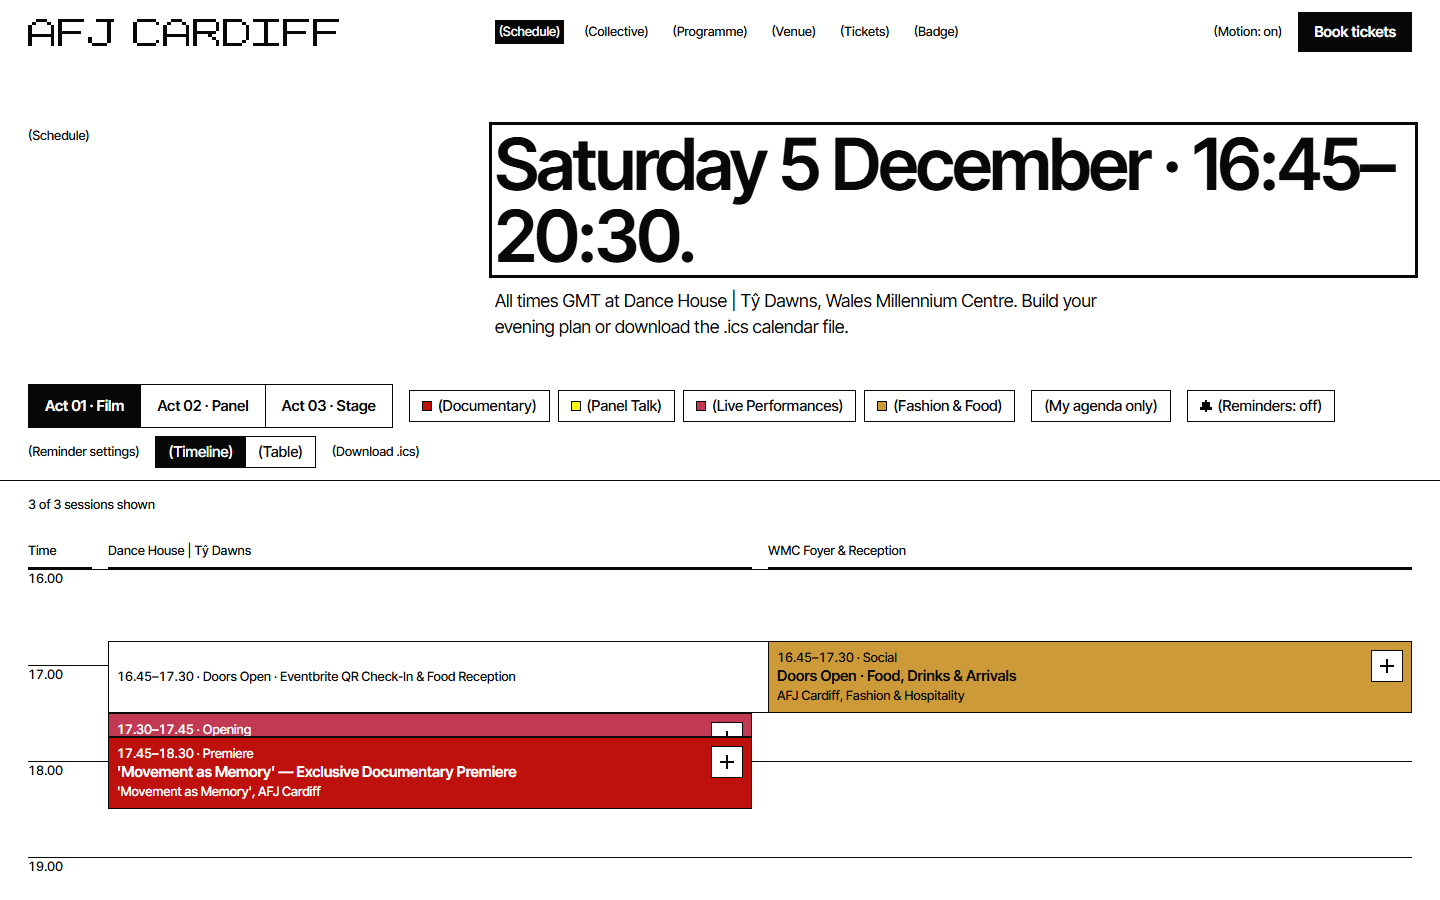 AFJ CARDIFF
(Schedule) (Collective) (Programme) (Venue) (Tickets) (Badge)
(Motion: on) Book tickets
(Schedule)
Saturday 5 December · 16:45–
20:30.
All times GMT at Dance House | Tŷ Dawns, Wales Millennium Centre. Build your
evening plan or download the .ics calendar file.
Act 01 · Film Act 02 · Panel Act 03 · Stage (Documentary) (Panel Talk) (Live Performances) (Fashion & Food) (My agenda only) (Reminders: off)
(Reminder settings) (Timeline) (Table) (Download .ics)
3 of 3 sessions shown
Time Dance House | Tŷ Dawns WMC Foyer & Reception
16.00
17.00
16.45–17.30 · Doors Open · Eventbrite QR Check-In & Food Reception
16.45–17.30 · Social
Doors Open · Food, Drinks & Arrivals
AFJ Cardiff, Fashion & Hospitality
17.30–17.45 · Opening
17.45–18.30 · Premiere
'Movement as Memory' — Exclusive Documentary Premiere
'Movement as Memory', AFJ Cardiff
18.00
19.00